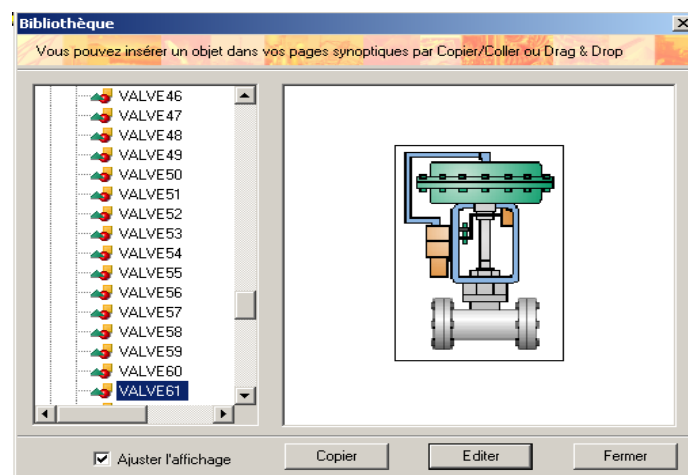 Bibliothèque
Vous pouvez insérer un objet dans vos pages synoptiques par Copier/Coller ou Drag & Drop
VALVE46
VALVE47
VALVE48
VALVE49
VALVE50
VALVE51
VALVE52
VALVE53
VALVE54
VALVE55
VALVE56
VALVE57
VALVE58
VALVE59
VALVE60
VALVE61
Ajuster l'affichage
Copier
Editer
Fermer